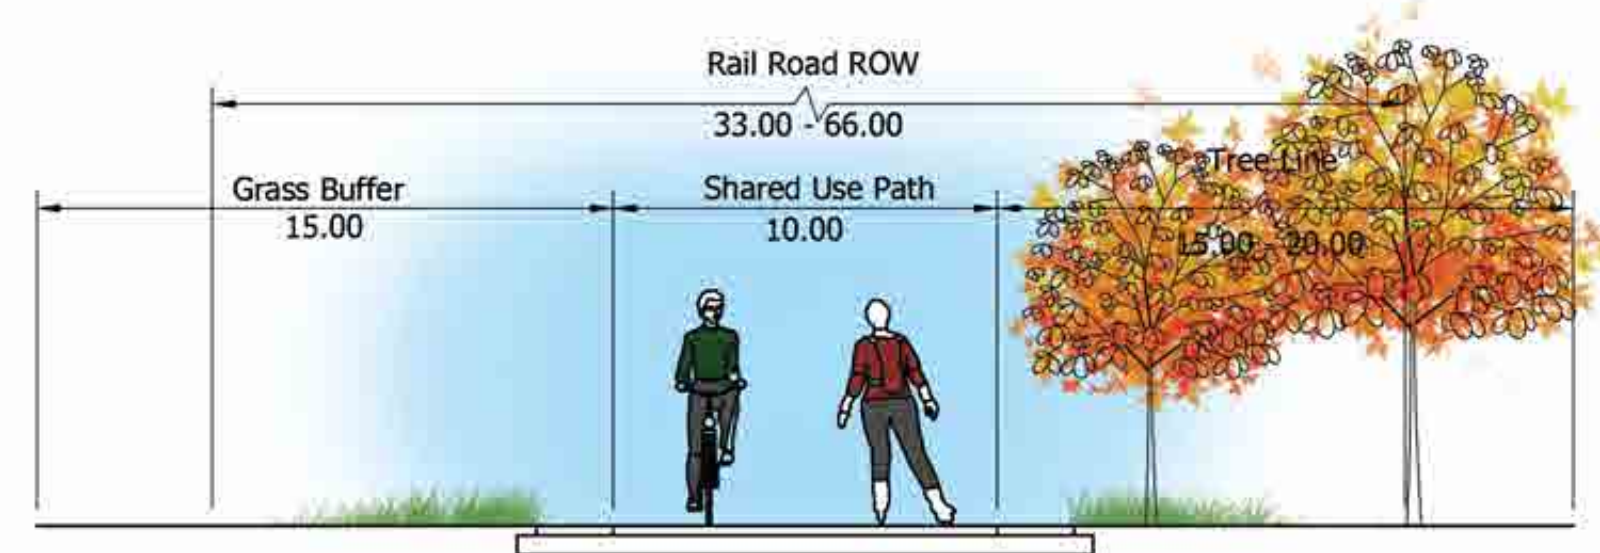 Rail Road ROW
33.00 - 66.00
Tree Line
Grass Buffer
Shared Use Path
15.00
10.00
15.00 - 20.00